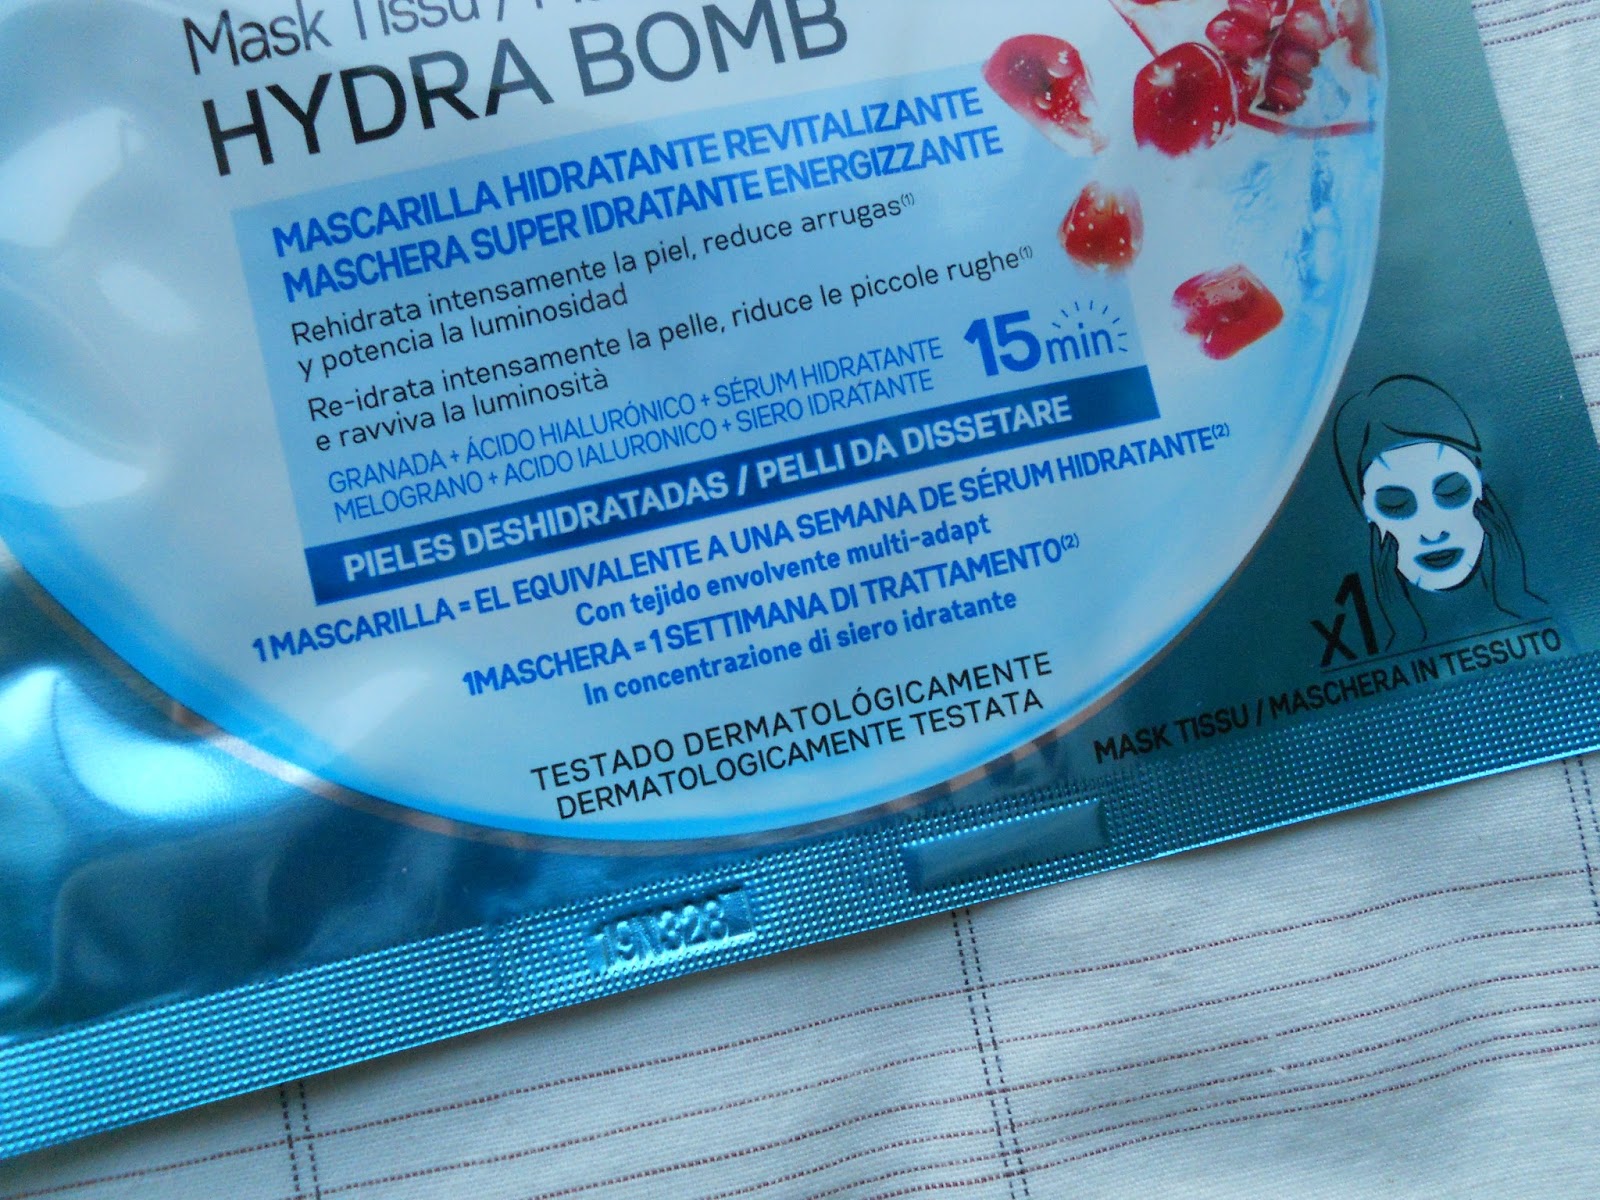 Mask Tissu /
HYDRA BOMB
MASCARILLA HIDRATANTE REVITALIZANTE
MASCHERA SUPER IDRATANTE ENERGIZZANTE
Rehidrata intensamente la piel, reduce arrugas(1)
y potencia la luminosidad
Re-idrata intensamente la pelle, riduce le piccole rughe(1)
e ravviva la luminosità
GRANADA + ÁCIDO HIALURÓNICO + SÉRUM HIDRATANTE
MELOGRANO + ACIDO IALURONICO + SIERO IDRATANTE
15 min
PIELES DESHIDRATADAS / PELLI DA DISSETARE
1 MASCARILLA = EL EQUIVALENTE A UNA SEMANA DE SÉRUM HIDRATANTE(2)
Con tejido envolvente multi-adapt
1MASCHERA = 1 SETTIMANA DI TRATTAMENTO(2)
In concentrazione di siero idratante
TESTADO DERMATOLÓGICAMENTE
DERMATOLOGICAMENTE TESTATA
x1
MASK TISSU / MASCHERA IN TESSUTO
19N328